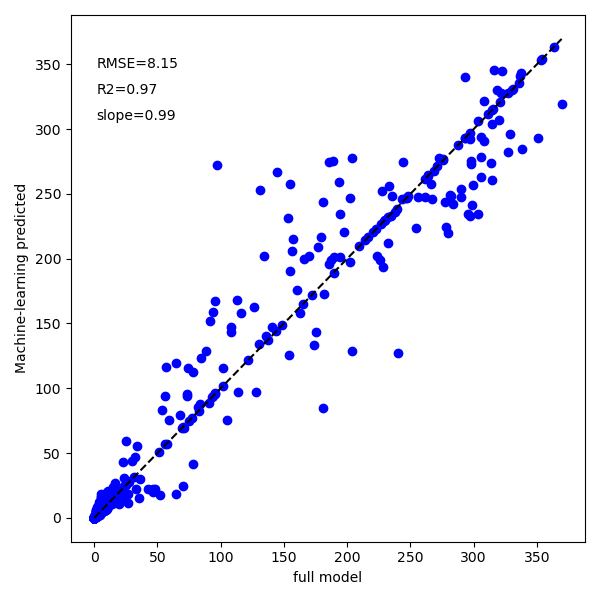 RMSE=8.15
R2=0.97
slope=0.99
Machine-learning predicted
350
300
250
200
150
100
50
0
0 50 100 150 200 250 300 350
full model